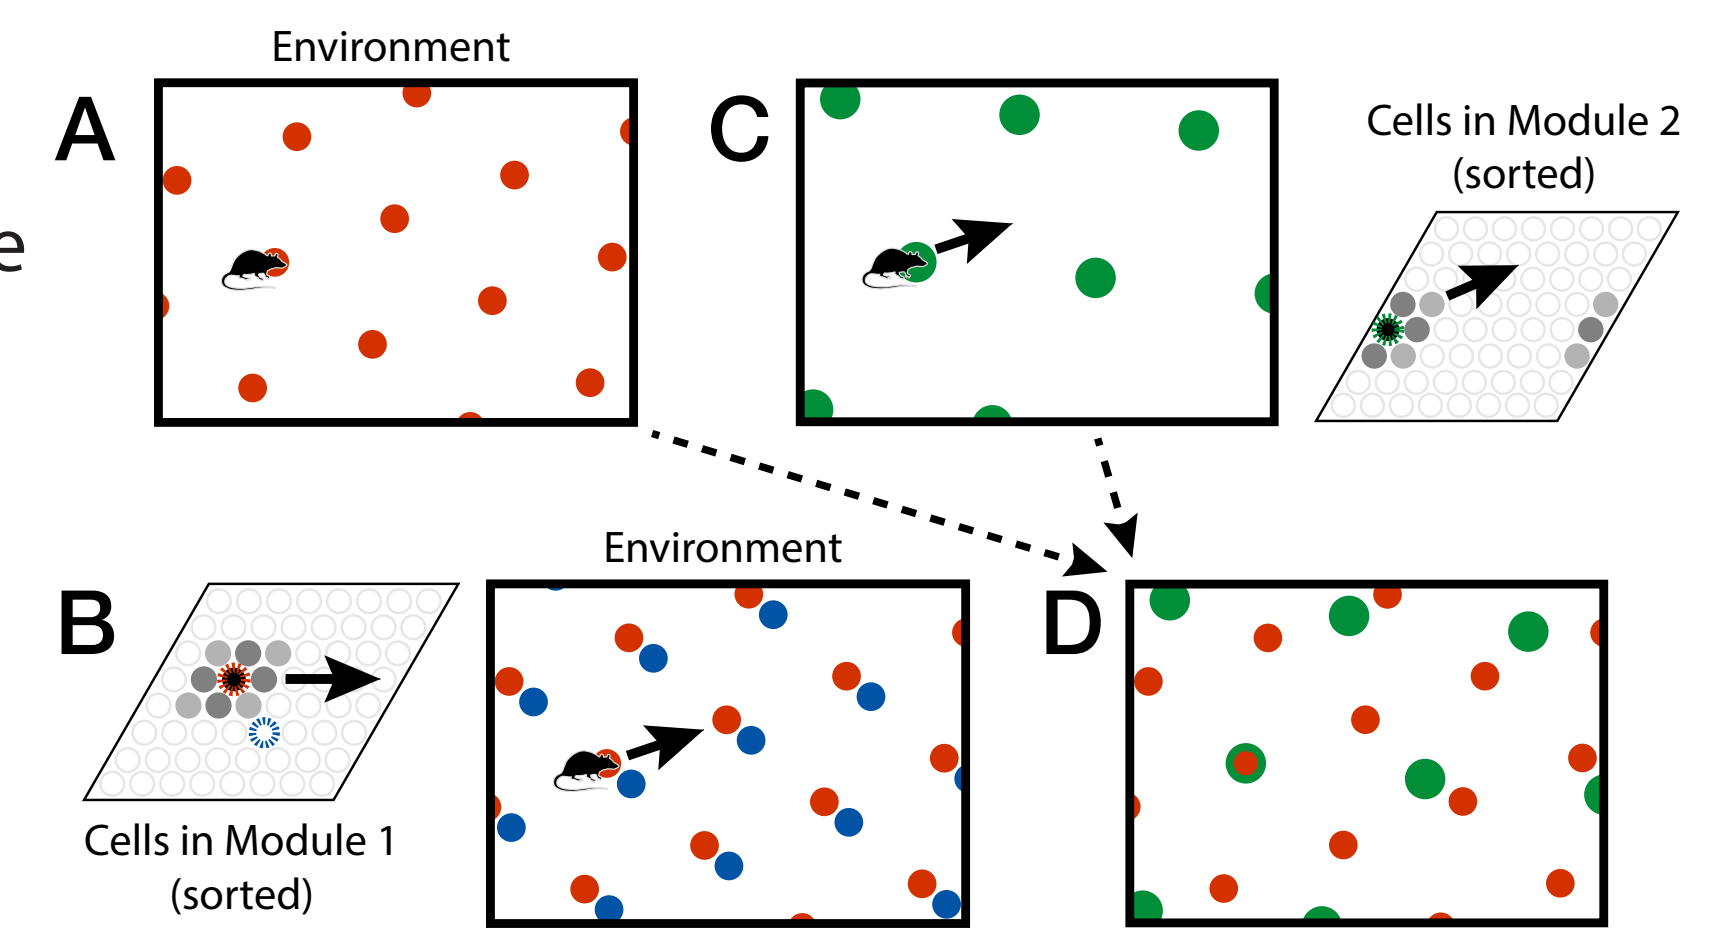 Environment
A
C
Cells in Module 2
(sorted)
e
Environment
B
D
Cells in Module 1
(sorted)